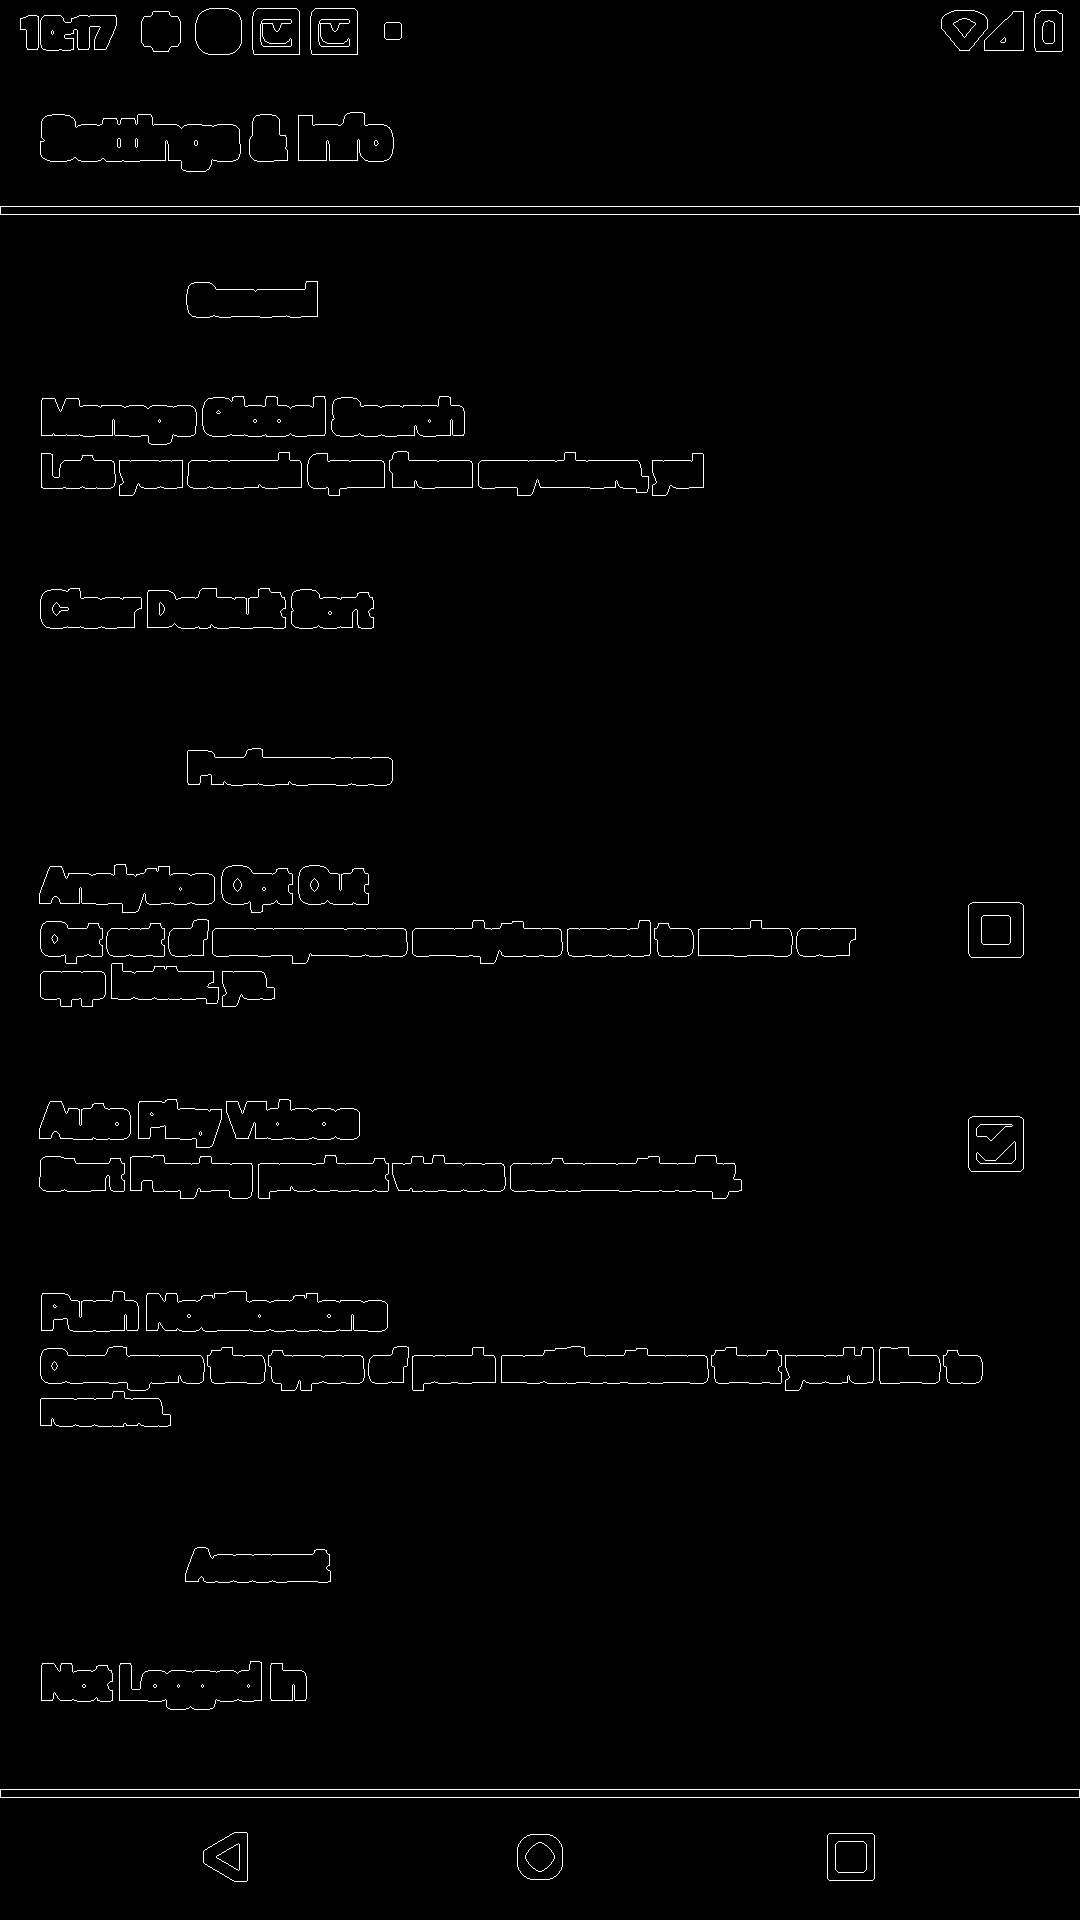 10:17
Settings & Info
General
Manage Global Search
Lets you search Gyft from anywhere, yo!
Clear Default Sort
Preferences
Analytics Opt Out
Opt out of anonymous analytics used to make our
app better, yo.
Auto Play Videos
Start Playing product videos automatically.
Push Notifications
Configure the types of push notifications that you'd like to
receive.
Account
Not Logged In